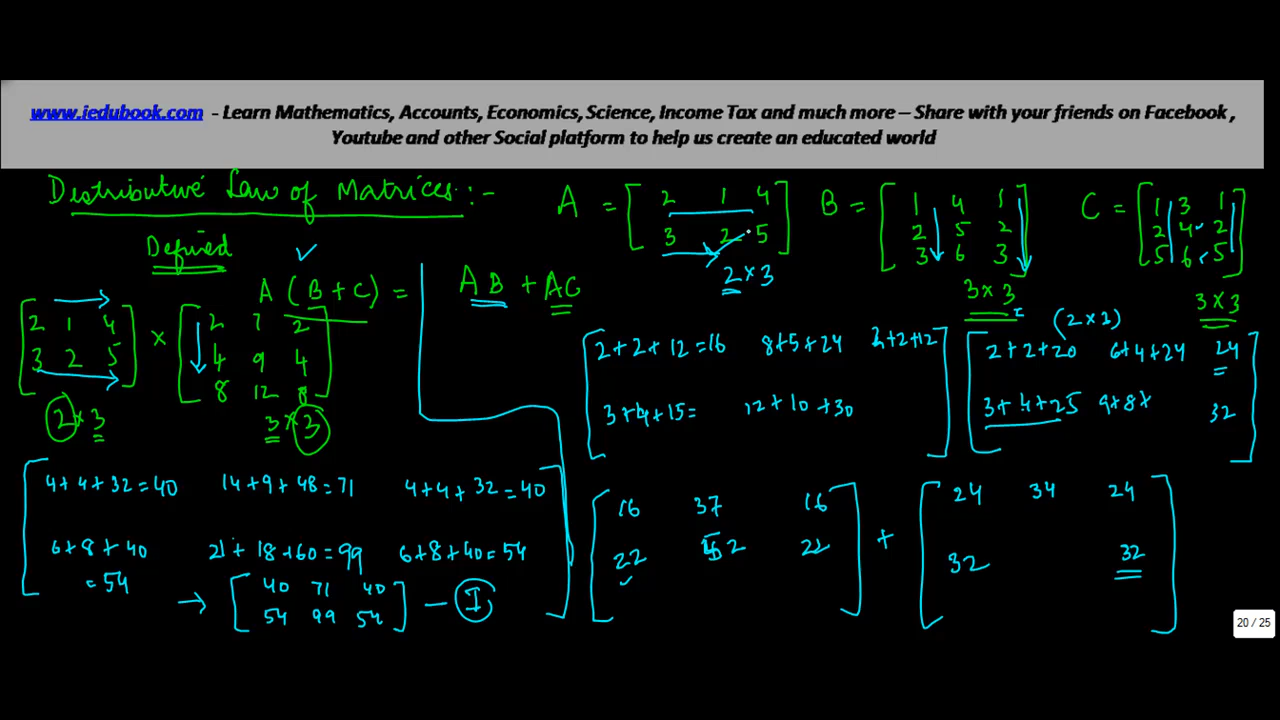 www.iedubook.com - Learn Mathematics, Accounts, Economics, Science, Income Tax and much more – Share with your friends on Facebook ,
Youtube and other Social platform to help us create an educated world
Distributive Law of Matrices :-
Defined
A (B + C) = AB + AC
A = [ 2 1 4
3 2 5 ]
2 × 3
B = [ 1 4 1
2 5 2
3 6 3 ]
3 × 3
C = [ 1 3 1
2 4 2
5 6 5 ]
3 × 3
[ 2 1 4
3 2 5 ]
2 × 3
×
[ 2 7 2
4 9 4
8 12 8 ]
3 × 3
[ 4+4+32=40 14+9+48=71 4+4+32=40
6+8+40 21+18+60=99 6+8+40=54
=54 ]
→ [ 40 71 40
54 99 54 ] — I
[ 2+2+12=16 8+5+24 2+2+12
3+4+15= 12+10+30 ]
(2×3)
[ 2+2+20 6+4+24 24
3+4+25 9+8+ 32 ]
[ 16 37 16
22 52 22 ]
+
[ 24 34 24
32 32 ]
20 / 25